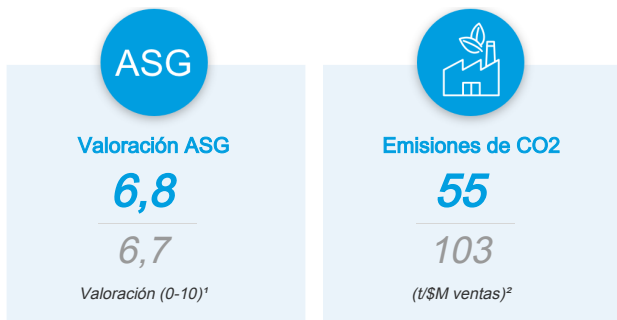 ASG
Valoración ASG
6,8
6,7
Valoración (0-10)¹
Emisiones de CO2
55
103
(t/$M ventas)²